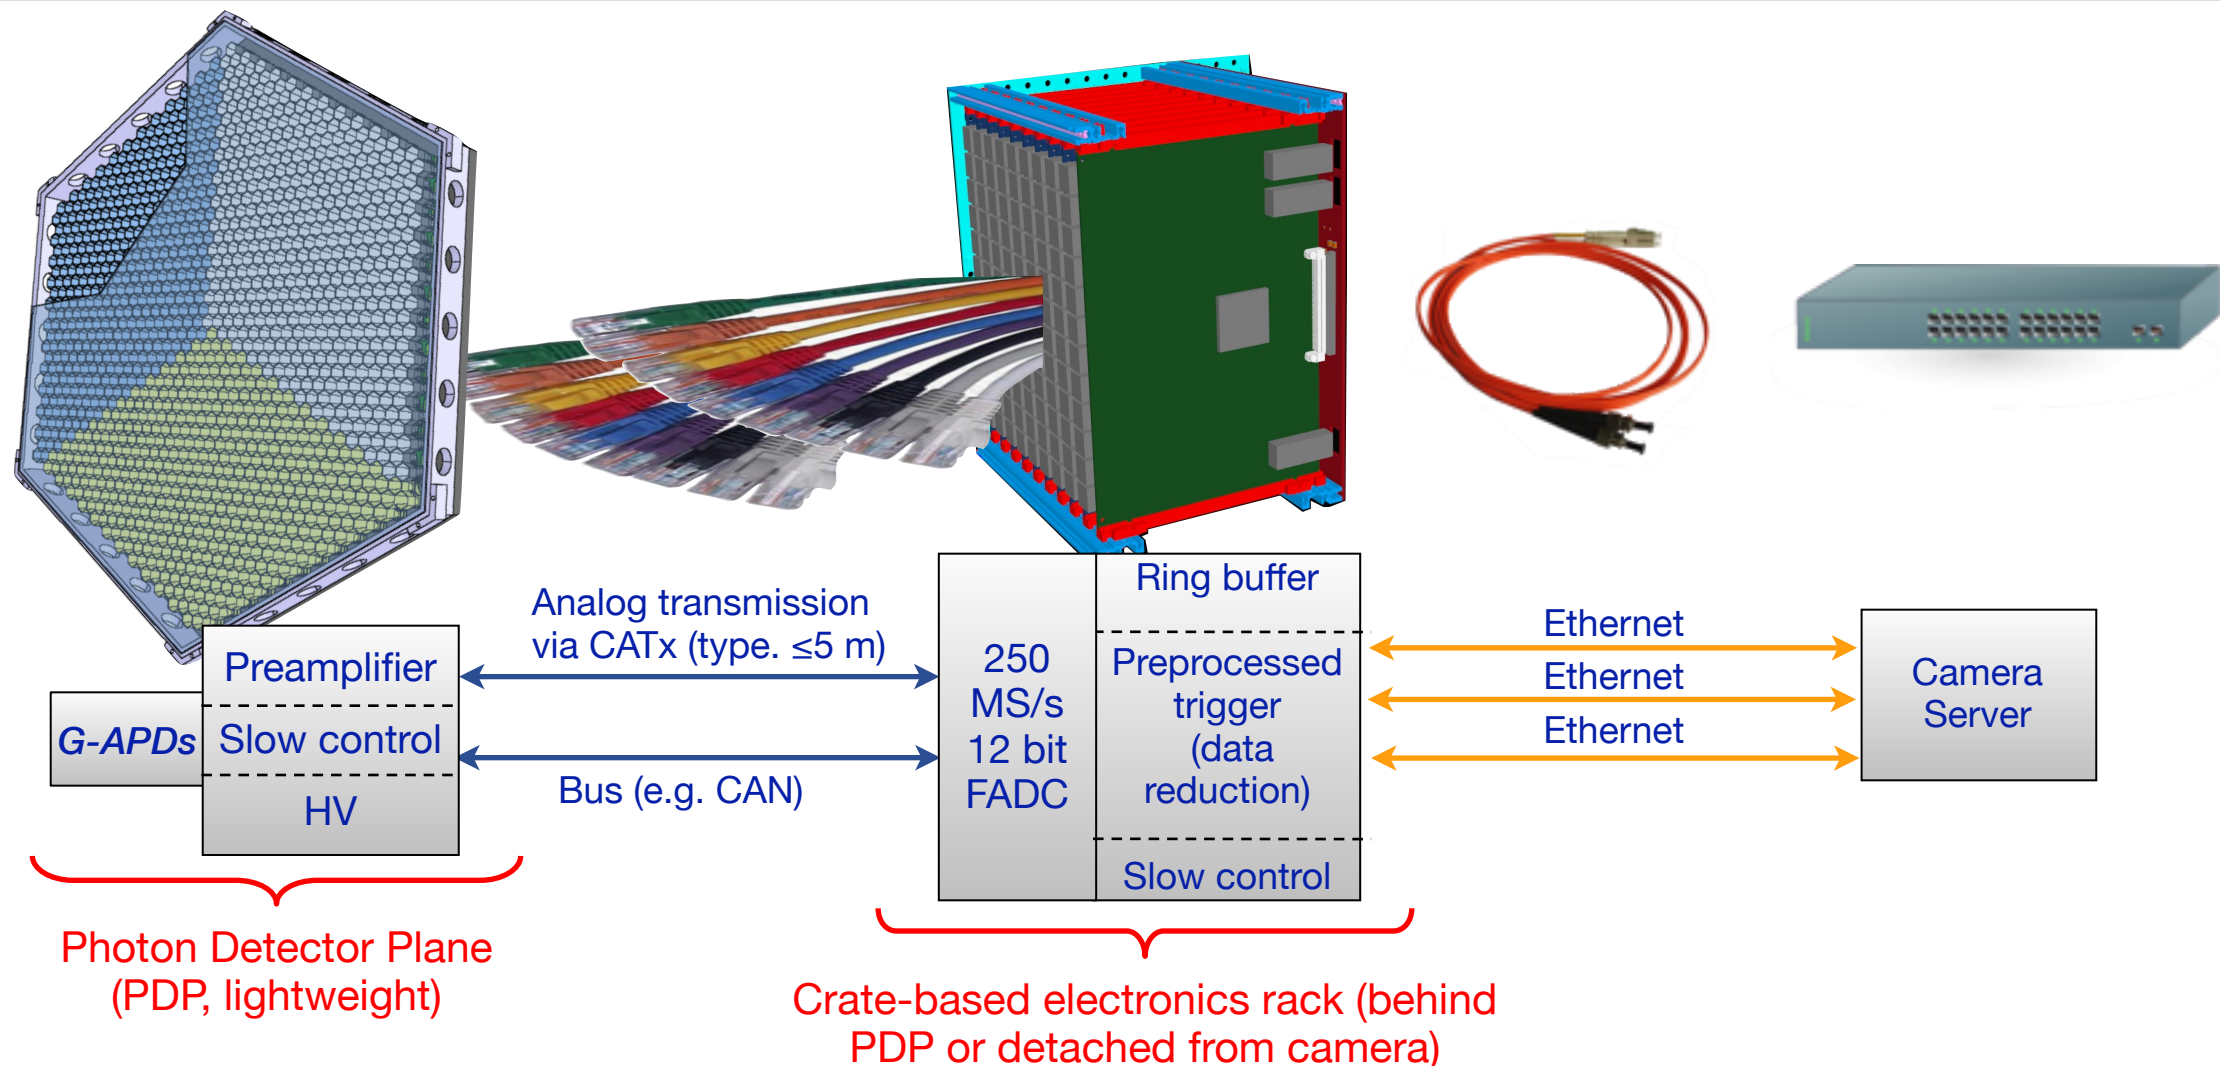 Analog transmission
via CATx (type. ≤5 m)
Bus (e.g. CAN)
G-APDs
Preamplifier
Slow control
HV
250
MS/s
12 bit
FADC
Ring buffer
Preprocessed
trigger
(data
reduction)
Slow control
Ethernet
Ethernet
Ethernet
Camera
Server
Photon Detector Plane
(PDP, lightweight)
Crate-based electronics rack (behind
PDP or detached from camera)